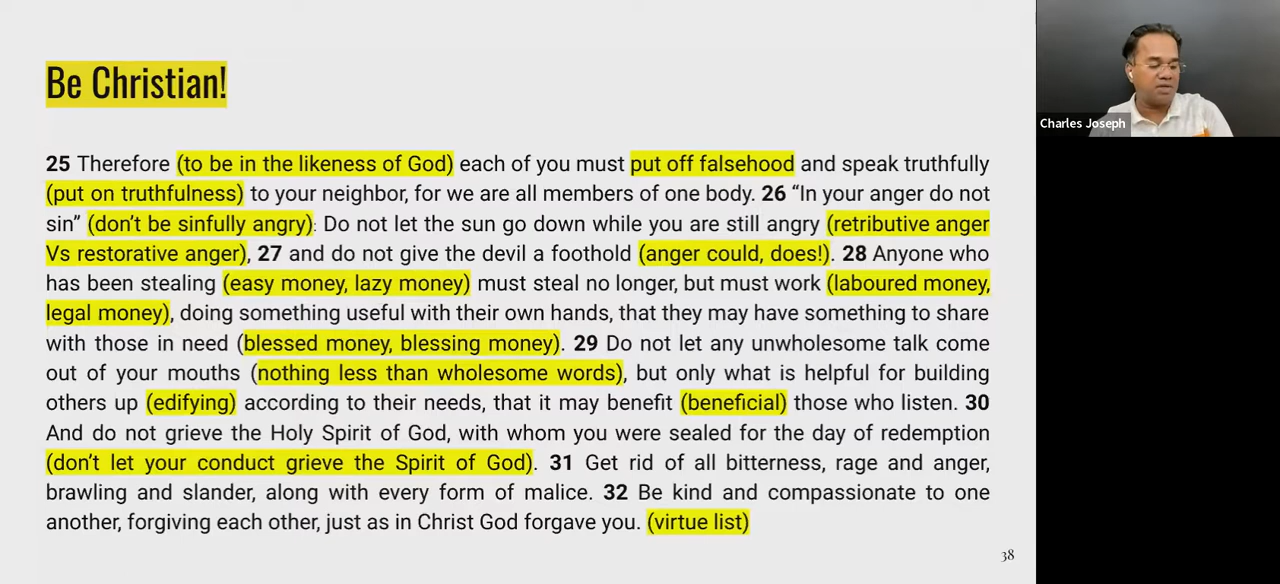 Be Christian!
25 Therefore (to be in the likeness of God) each of you must put off falsehood and speak truthfully
(put on truthfulness) to your neighbor, for we are all members of one body. 26 “In your anger do not
sin” (don’t be sinfully angry): Do not let the sun go down while you are still angry (retributive anger
Vs restorative anger), 27 and do not give the devil a foothold (anger could, does!). 28 Anyone who
has been stealing (easy money, lazy money) must steal no longer, but must work (laboured money,
legal money), doing something useful with their own hands, that they may have something to share
with those in need (blessed money, blessing money). 29 Do not let any unwholesome talk come
out of your mouths (nothing less than wholesome words), but only what is helpful for building
others up (edifying) according to their needs, that it may benefit (beneficial) those who listen. 30
And do not grieve the Holy Spirit of God, with whom you were sealed for the day of redemption
(don’t let your conduct grieve the Spirit of God). 31 Get rid of all bitterness, rage and anger,
brawling and slander, along with every form of malice. 32 Be kind and compassionate to one
another, forgiving each other, just as in Christ God forgave you. (virtue list)
38
Charles Joseph